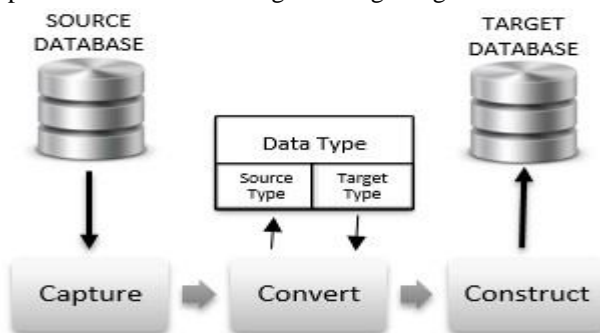 SOURCE
DATABASE
TARGET
DATABASE
Data Type
Source
Type
Target
Type
Capture
Convert
Construct